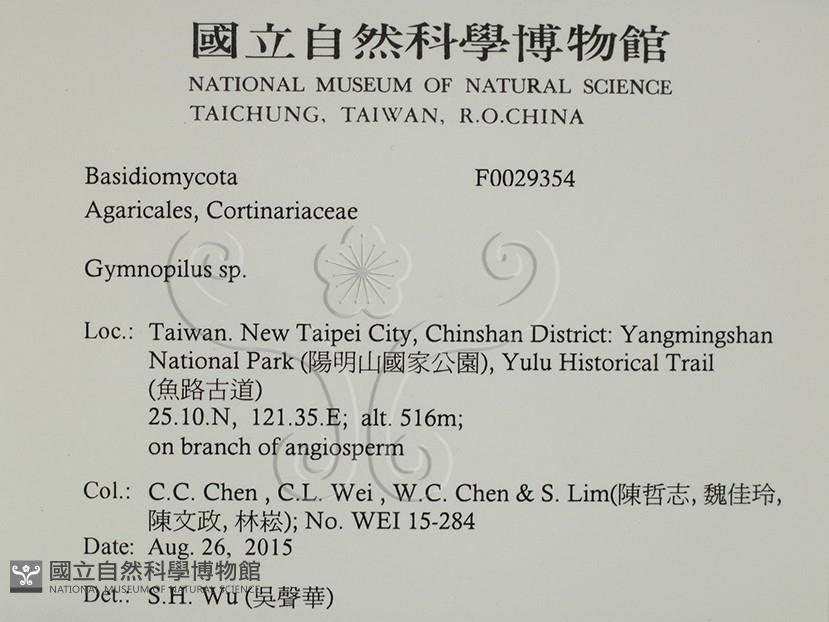 國立自然科學博物館
NATIONAL MUSEUM OF NATURAL SCIENCE
TAICHUNG, TAIWAN, R.O.CHINA
Basidiomycota F0029354
Agaricales, Cortinariaceae
Gymnopilus sp.
Loc.: Taiwan. New Taipei City, Chinshan District: Yangmingshan
National Park (陽明山國家公園), Yulu Historical Trail
(魚路古道)
25.10.N, 121.35.E; alt. 516m;
on branch of angiosperm
Col.: C.C. Chen , C.L. Wei , W.C. Chen & S. Lim(陳哲志, 魏佳玲,
陳文政, 林崧); No. WEI 15-284
Date: Aug. 26, 2015
國立自然科學博物館
NATIONAL MUSEUM OF NATURAL SCIENCE
Det.: S.H. Wu (吳聲華)